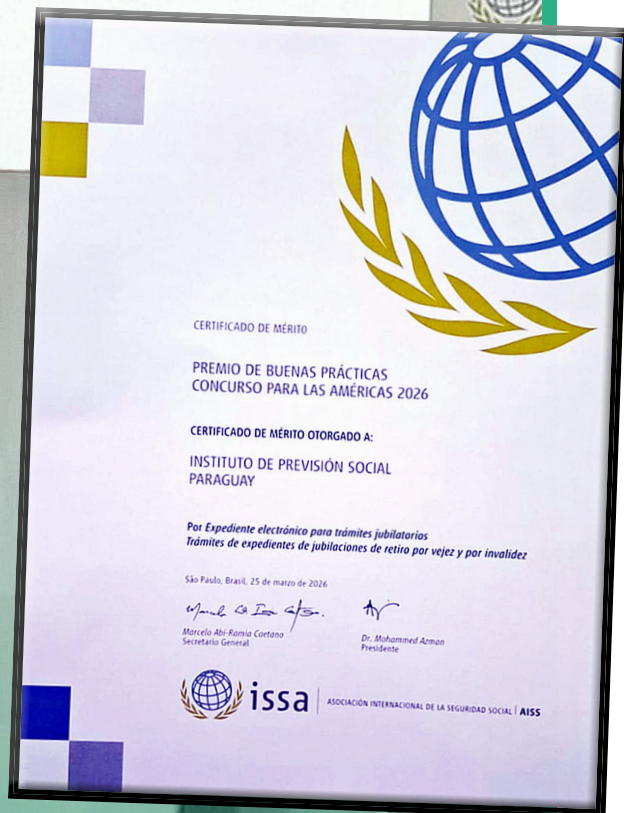 CERTIFICADO DE MÉRITO
PREMIO DE BUENAS PRÁCTICAS
CONCURSO PARA LAS AMÉRICAS 2026
CERTIFICADO DE MÉRITO OTORGADO A:
INSTITUTO DE PREVISIÓN SOCIAL
PARAGUAY
Por Expediente electrónico para trámites jubilatorios
Trámites de expedientes de jubilaciones de retiro por vejez y por invalidez
São Paulo, Brasil, 25 de marzo de 2026
Marcelo Abi-Ramia Caetano
Secretario General
Dr. Mohammed Azman
Presidente
issa
ASOCIACIÓN INTERNACIONAL DE LA SEGURIDAD SOCIAL | AISS